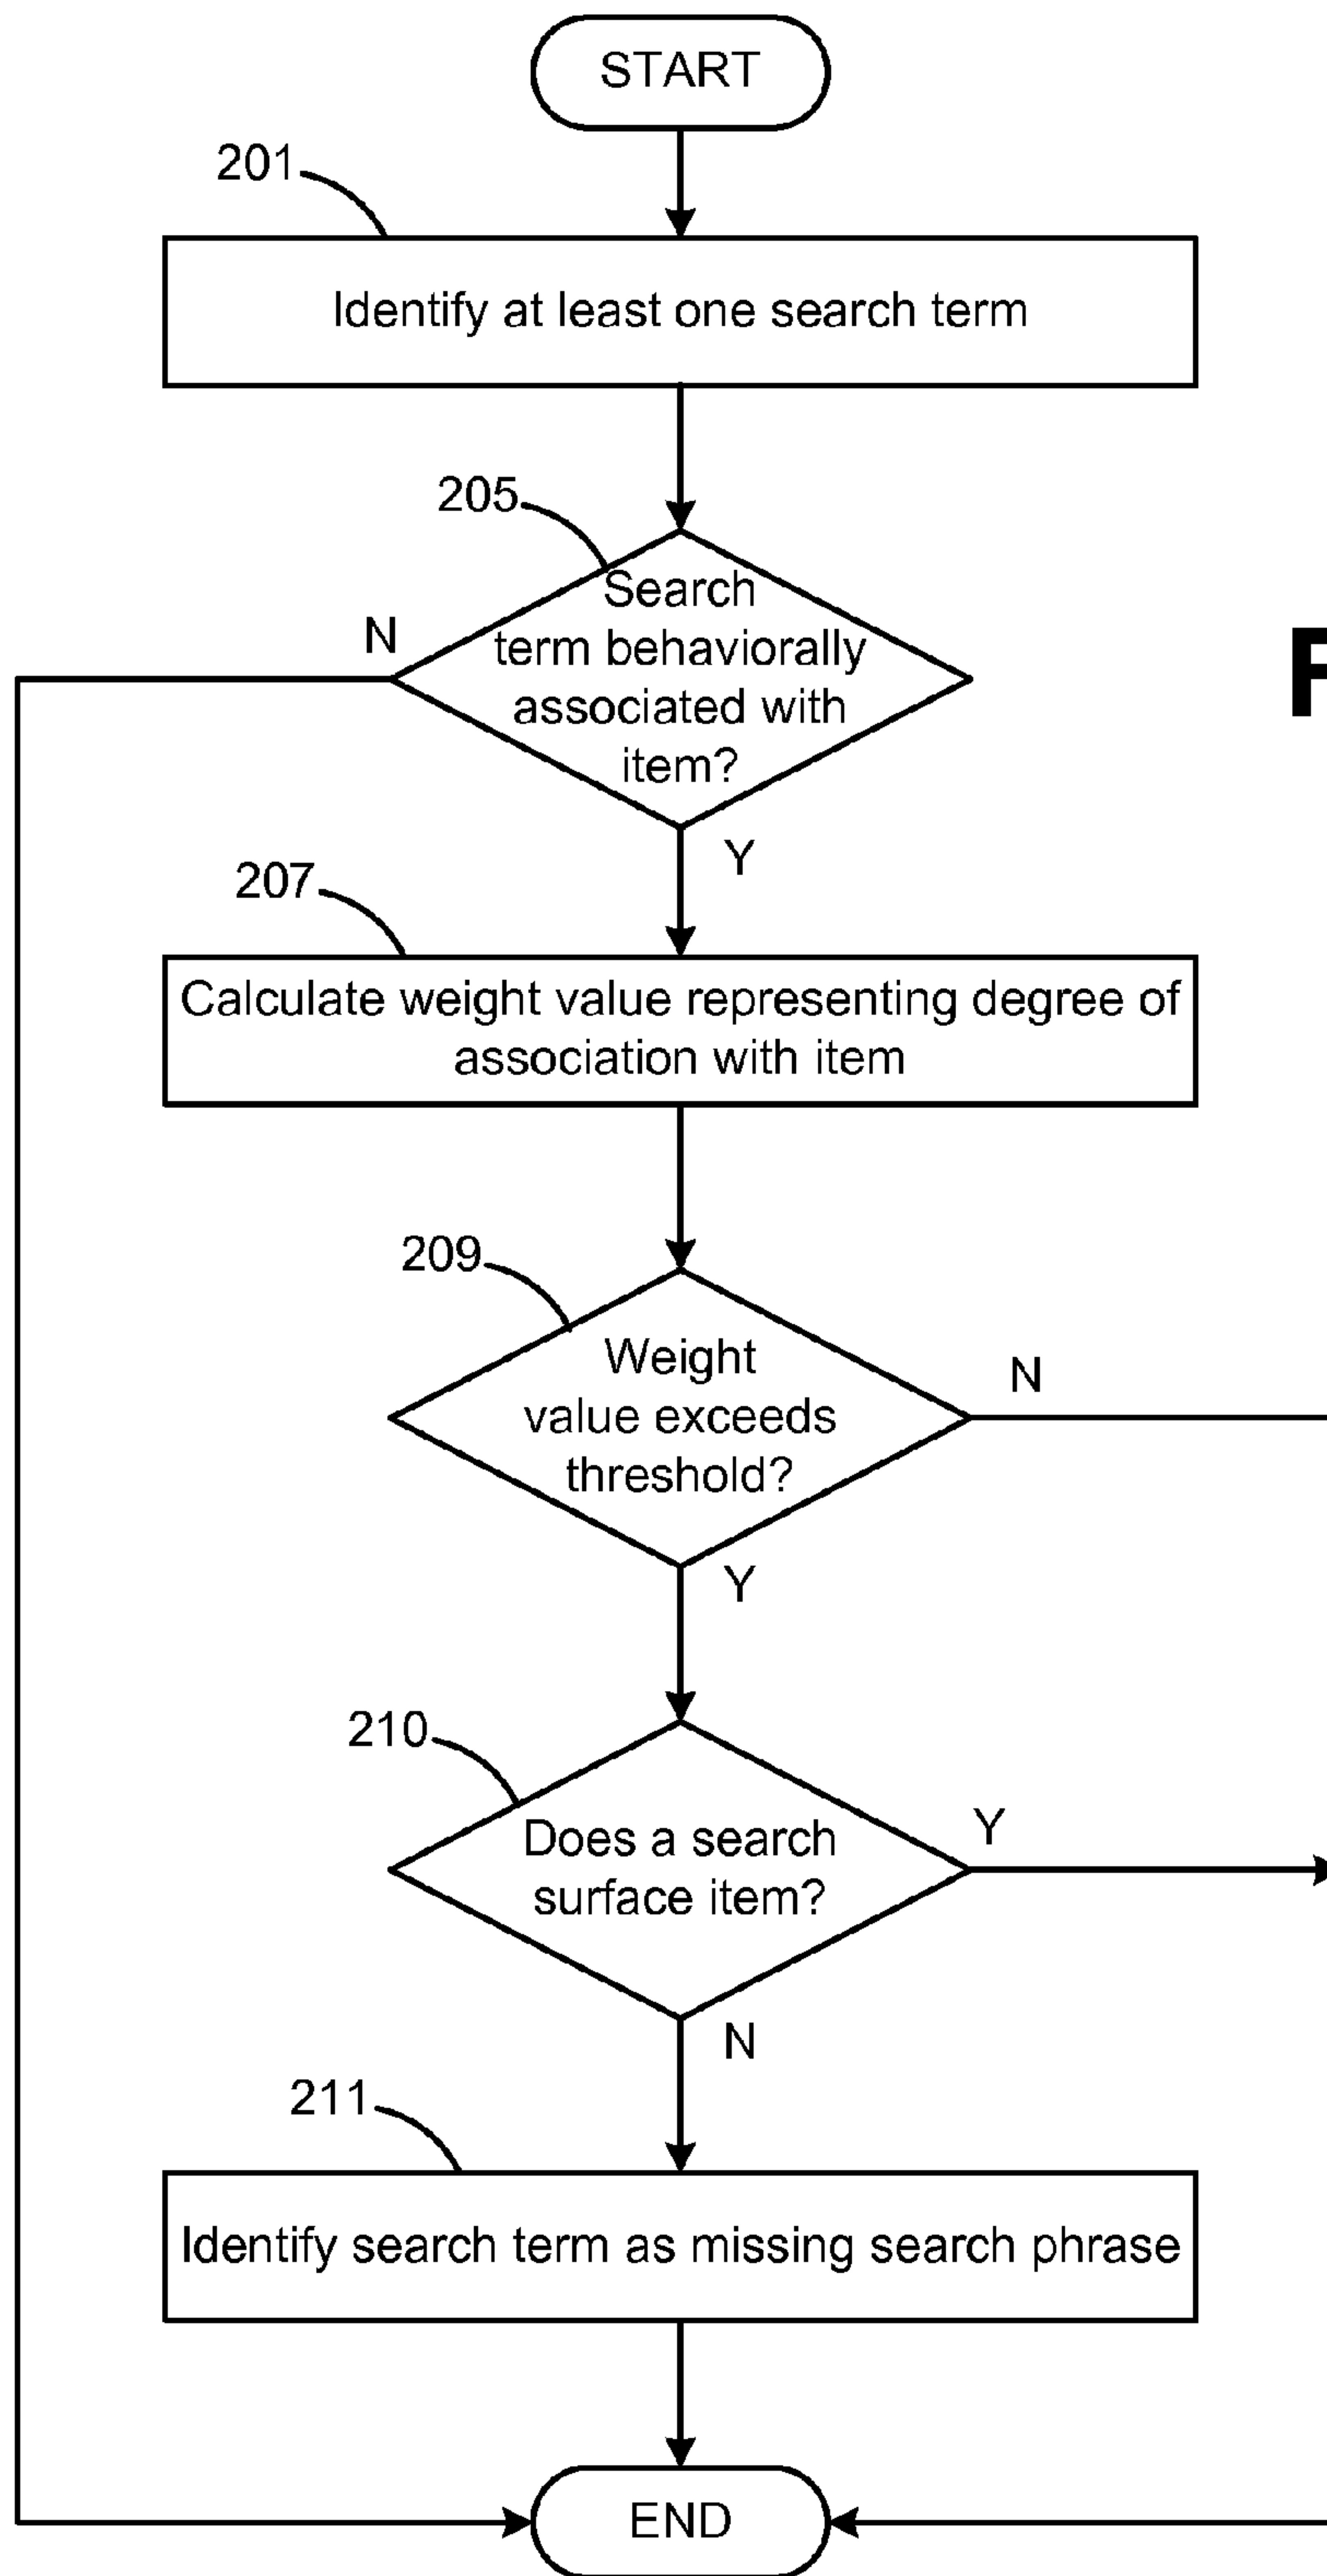 START
201
Identify at least one search term
205
Search
term behaviorally
associated with
item?
N
Y
207
Calculate weight value representing degree of
association with item
209
Weight
value exceeds
threshold?
N
Y
210
Does a search
surface item?
Y
N
211
Identify search term as missing search phrase
END